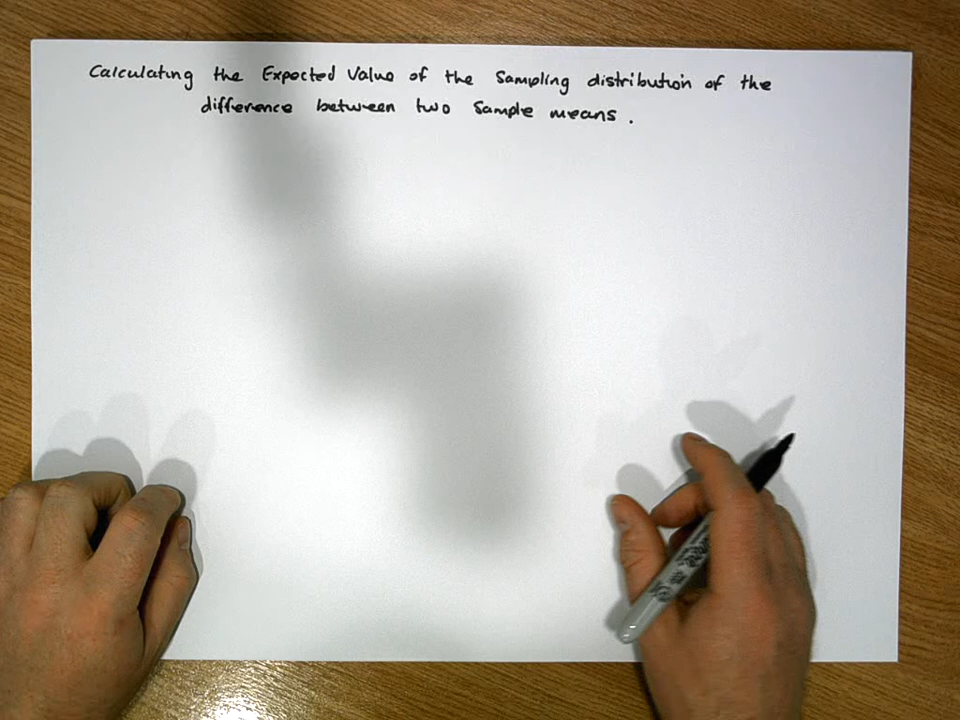 Calculating the Expected Value of the Sampling distribution of the
difference between two Sample means.